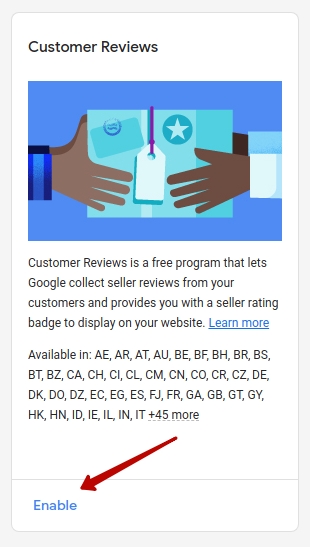 Customer Reviews
Customer Reviews is a free program that lets
Google collect seller reviews from your
customers and provides you with a seller rating
badge to display on your website. Learn more
Available in: AE, AR, AT, AU, BE, BF, BH, BR, BS,
BT, BZ, CA, CH, CI, CL, CM, CN, CO, CR, CZ, DE,
DK, DO, DZ, EC, EG, ES, FJ, FR, GA, GB, GT, GY,
HK, HN, ID, IE, IL, IN, IT +45 more
Enable